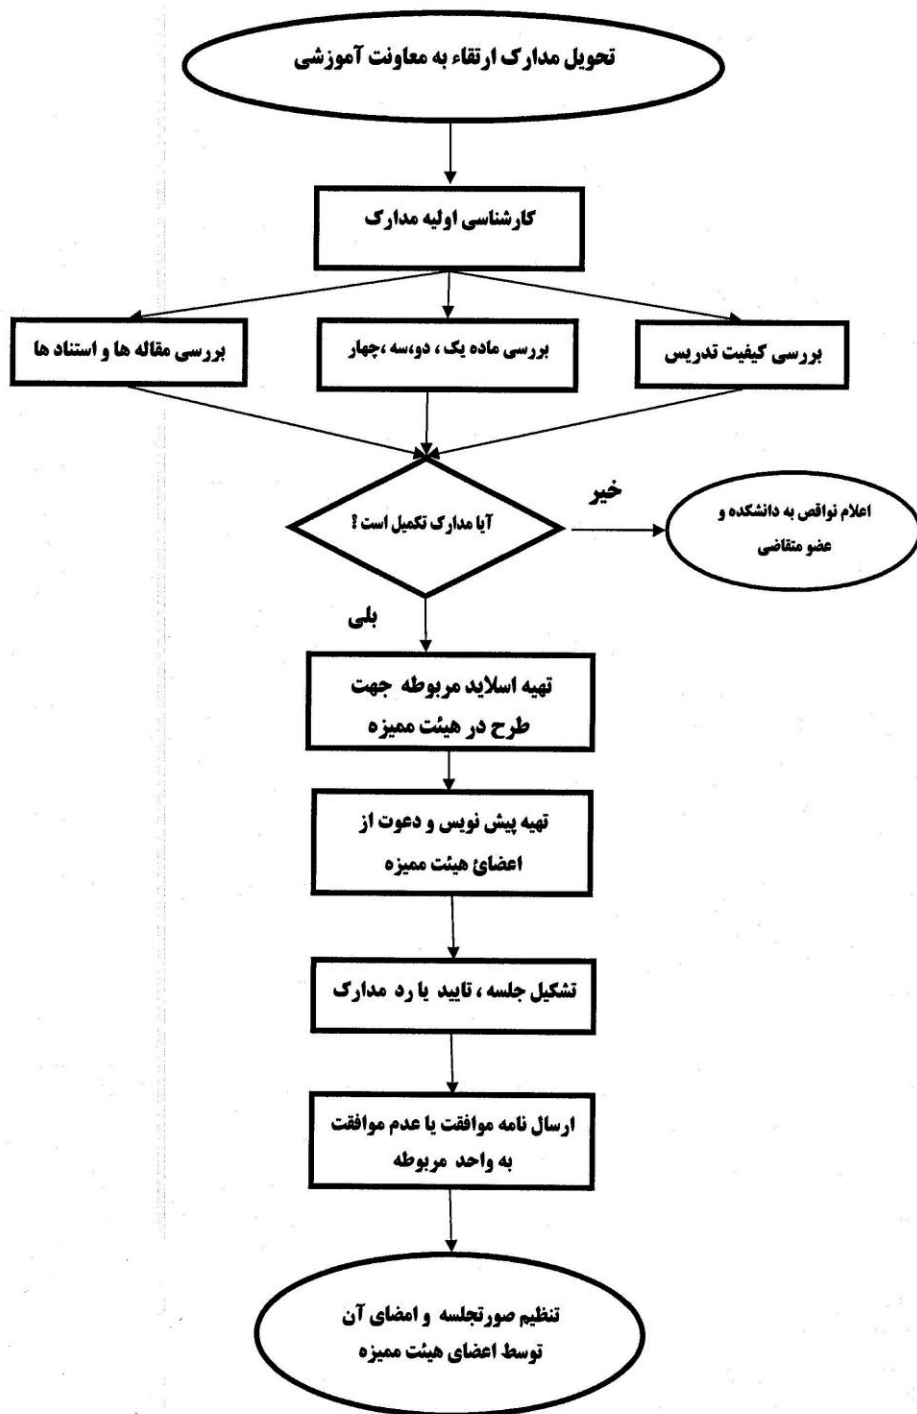 تحویل مدارک ارتقاء به معاونت آموزشی
کارشناسی اولیه مدارک
بررسی کیفیت تدریس
بررسی ماده یک ، دو،سه ،چهار
بررسی مقاله ها و استناد ها
آیا مدارک تکمیل است ؟
خیر
اعلام نواقص به دانشکده و
عضو متقاضی
بلی
تهیه اسلاید مربوطه جهت
طرح در هیئت ممیزه
تهیه پیش نویس و دعوت از
اعضائ هیئت ممیزه
تشکیل جلسه ، تایید یا رد مدارک
ارسال نامه موافقت یا عدم موافقت
به واحد مربوطه
تنظیم صورتجلسه و امضای آن
توسط اعضای هیئت ممیزه